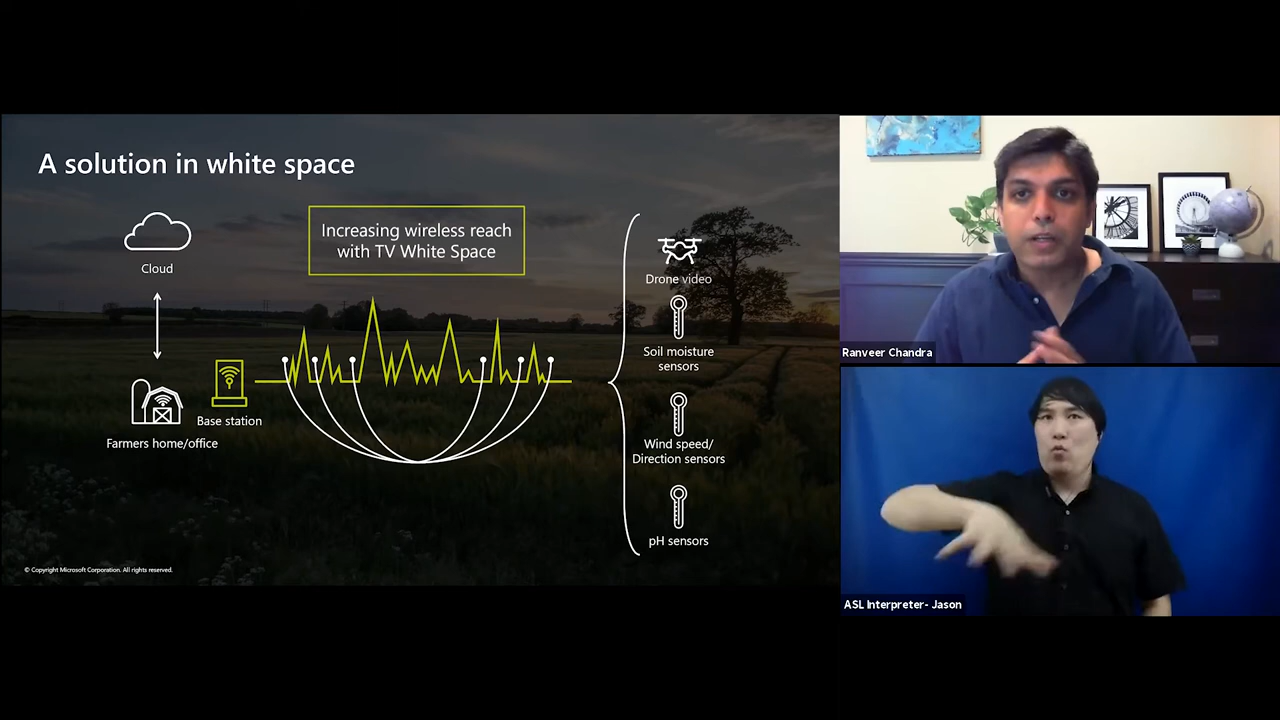 A solution in white space
Cloud
Farmers home/office
Base station
Increasing wireless reach
with TV White Space
Drone video
Soil moisture
sensors
Wind speed/
Direction sensors
pH sensors
© Copyright Microsoft Corporation. All rights reserved.
Ranveer Chandra
ASL Interpreter- Jason